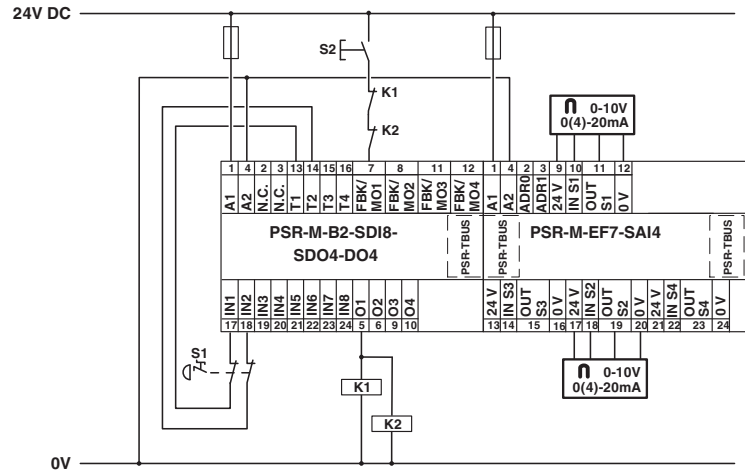 24V DC
S2
K1
K2
0-10V
0(4)-20mA
1 4 2 3 13 14 15 16 7 8 11 12 1 4 2 3 9 10 11 12
A1
A2
N.C.
N.C.
T1
T2
T3
T4
FBK/
MO1
FBK/
MO2
FBK/
MO3
FBK/
MO4
A1
A2
ADR0
ADR1
24 V
IN S1
OUT
S1
0 V
PSR-M-B2-SDI8-
SDO4-DO4
PSR-TBUS
PSR-TBUS
PSR-M-EF7-SAI4
PSR-TBUS
IN1
IN2
IN3
IN4
IN5
IN6
IN7
IN8
O1
O2
O3
O4
24 V
IN S3
OUT
S3
0V
24V
IN S2
OUT
S2
0 V
24 V
IN S4
OUT
S4
0 V
17 18 19 20 21 22 23 24 5 6 9 10 13 14 15 16 17 18 19 20 21 22 23 24
S1
K1
K2
0-10V
0(4)-20mA
0V